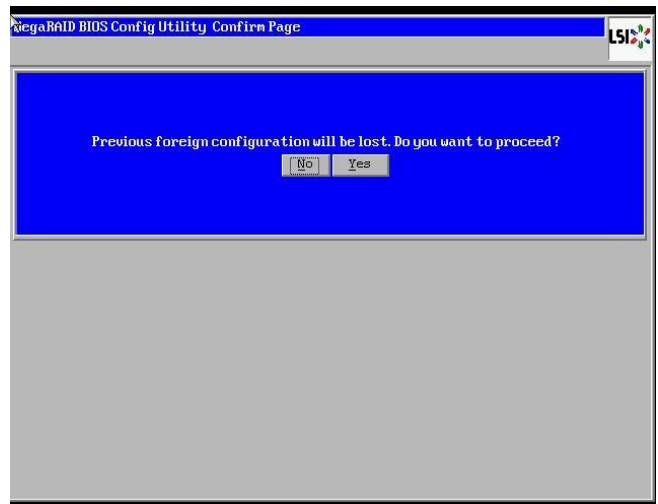 MegaRAID BIOS Config Utility Confirm Page
LSI
Previous foreign configuration will be lost. Do you want to proceed?
No
Yes